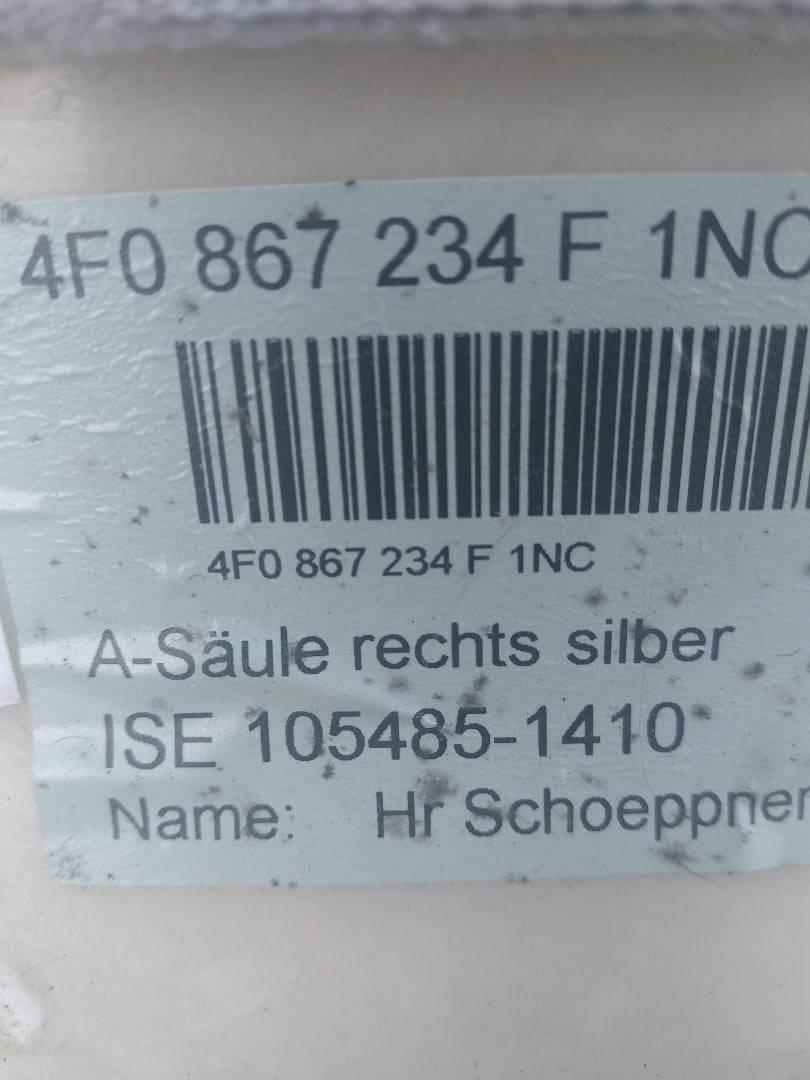 4F0 867 234 F 1NC
4F0 867 234 F 1NC
A-Säule rechts silber
ISE 105485-1410
Name: Hr Schoeppner